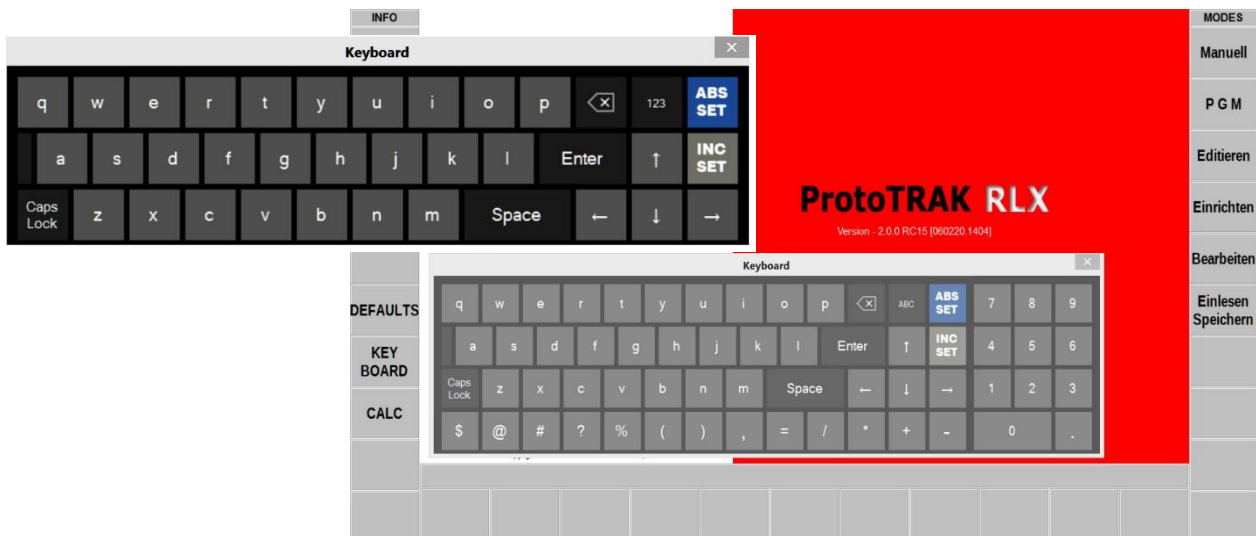 INFO
MODES
Keyboard ×
q w e r t y u i o p 123 ABS SET
a s d f g h j k l Enter ↑ INC SET
Caps Lock z x c v b n m Space ← ↓ →
Manuell
P G M
Editieren
Einrichten
Bearbeiten
Einlesen
Speichern
ProtoTRAK RLX
Version - 2.0.0 RC15 [060220.1404]
DEFAULTS
KEY
BOARD
CALC
Keyboard ×
q w e r t y u i o p ABC ABS SET 7 8 9
a s d f g h j k l Enter ↑ INC SET 4 5 6
Caps Lock z x c v b n m Space ← ↓ → 1 2 3
$ @ # ? % ( ) , = / * + - 0 .